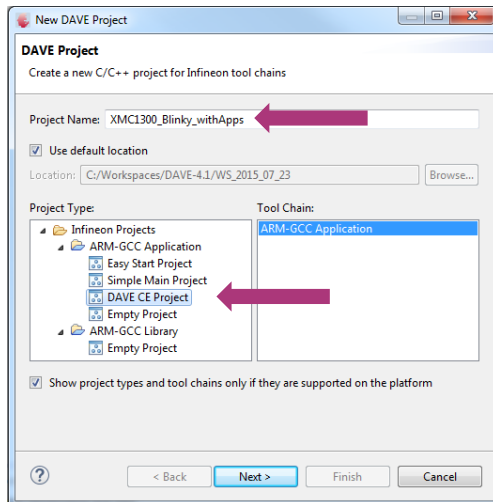 New DAVE Project
DAVE Project
Create a new C/C++ project for Infineon tool chains
Project Name: XMC1300_Blinky_withApps
Use default location
Location: C:/Workspaces/DAVE-4.1/WS_2015_07_23 Browse...
Project Type: Tool Chain:
Infineon Projects ARM-GCC Application
ARM-GCC Application
Easy Start Project
Simple Main Project
DAVE CE Project
Empty Project
ARM-GCC Library
Empty Project
Show project types and tool chains only if they are supported on the platform
? < Back Next > Finish Cancel